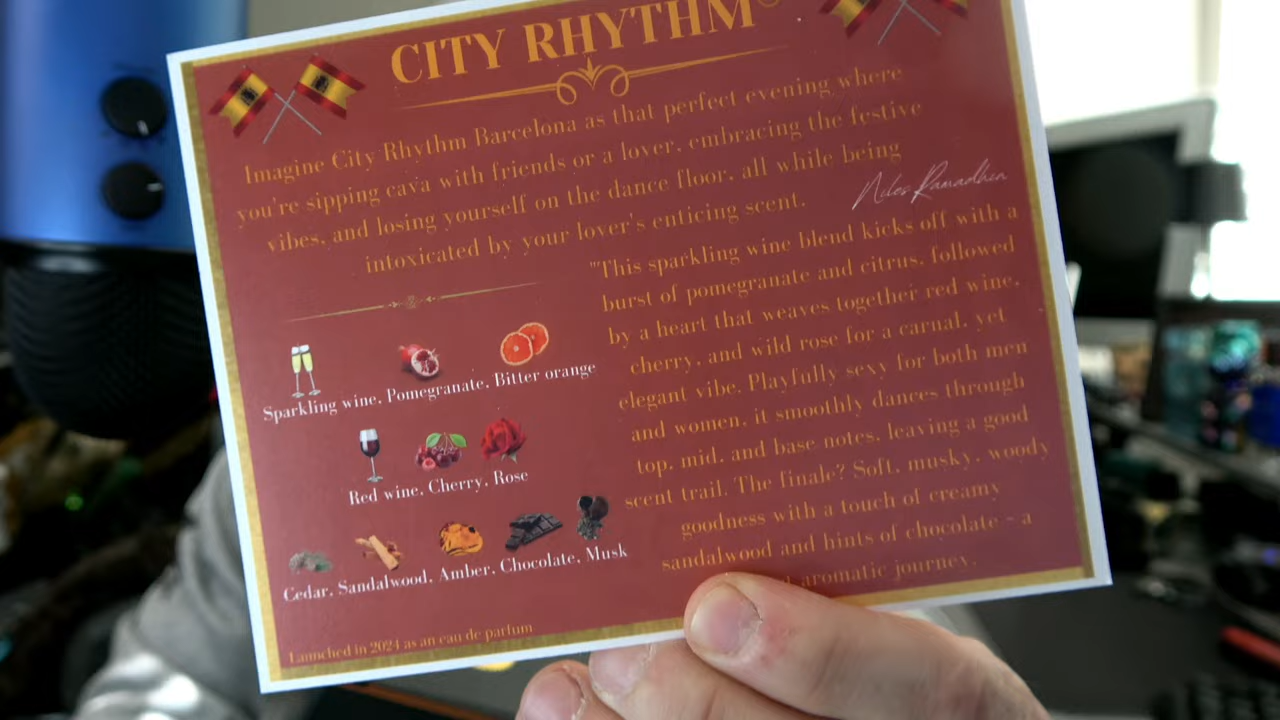 CITY RHYTHM
Imagine City Rhythm Barcelona as that perfect evening where
you're sipping cava with friends or a lover, embracing the festive
vibes, and losing yourself on the dance floor, all while being
intoxicated by your lover's enticing scent.
Nilos Ramadhin
"This sparkling wine blend kicks off with a
burst of pomegranate and citrus, followed
by a heart that weaves together red wine,
cherry, and wild rose for a carnal, yet
elegant vibe. Playfully sexy for both men
and women, it smoothly dances through
top, mid, and base notes, leaving a good
scent trail. The finale? Soft, musky, woody
goodness with a touch of creamy
sandalwood and hints of chocolate - a
aromatic journey.
Sparkling wine, Pomegranate, Bitter orange
Red wine, Cherry, Rose
Cedar, Sandalwood, Amber, Chocolate, Musk
Launched in 2024 as an eau de parfum